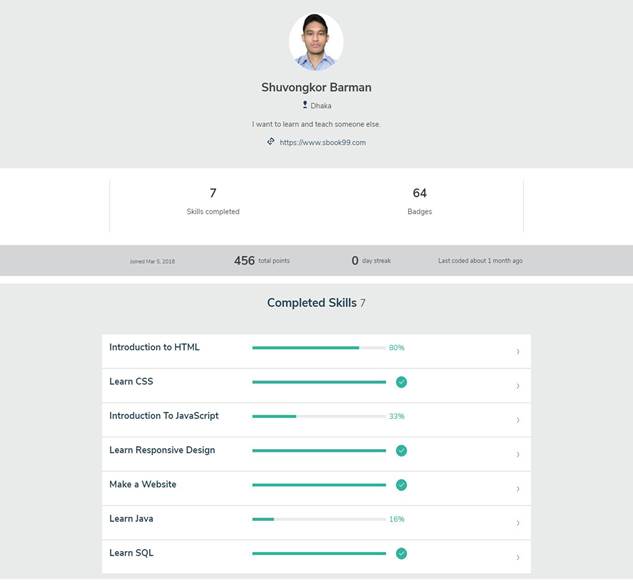 Shuvongkor Barman
Dhaka
I want to learn and teach someone else.
https://www.sbook99.com
7
Skills completed
64
Badges
Joined Mar 5, 2018
456 total points
0 day streak
Last coded about 1 month ago
Completed Skills 7
Introduction to HTML 80%
Learn CSS
Introduction To JavaScript 33%
Learn Responsive Design
Make a Website
Learn Java 16%
Learn SQL